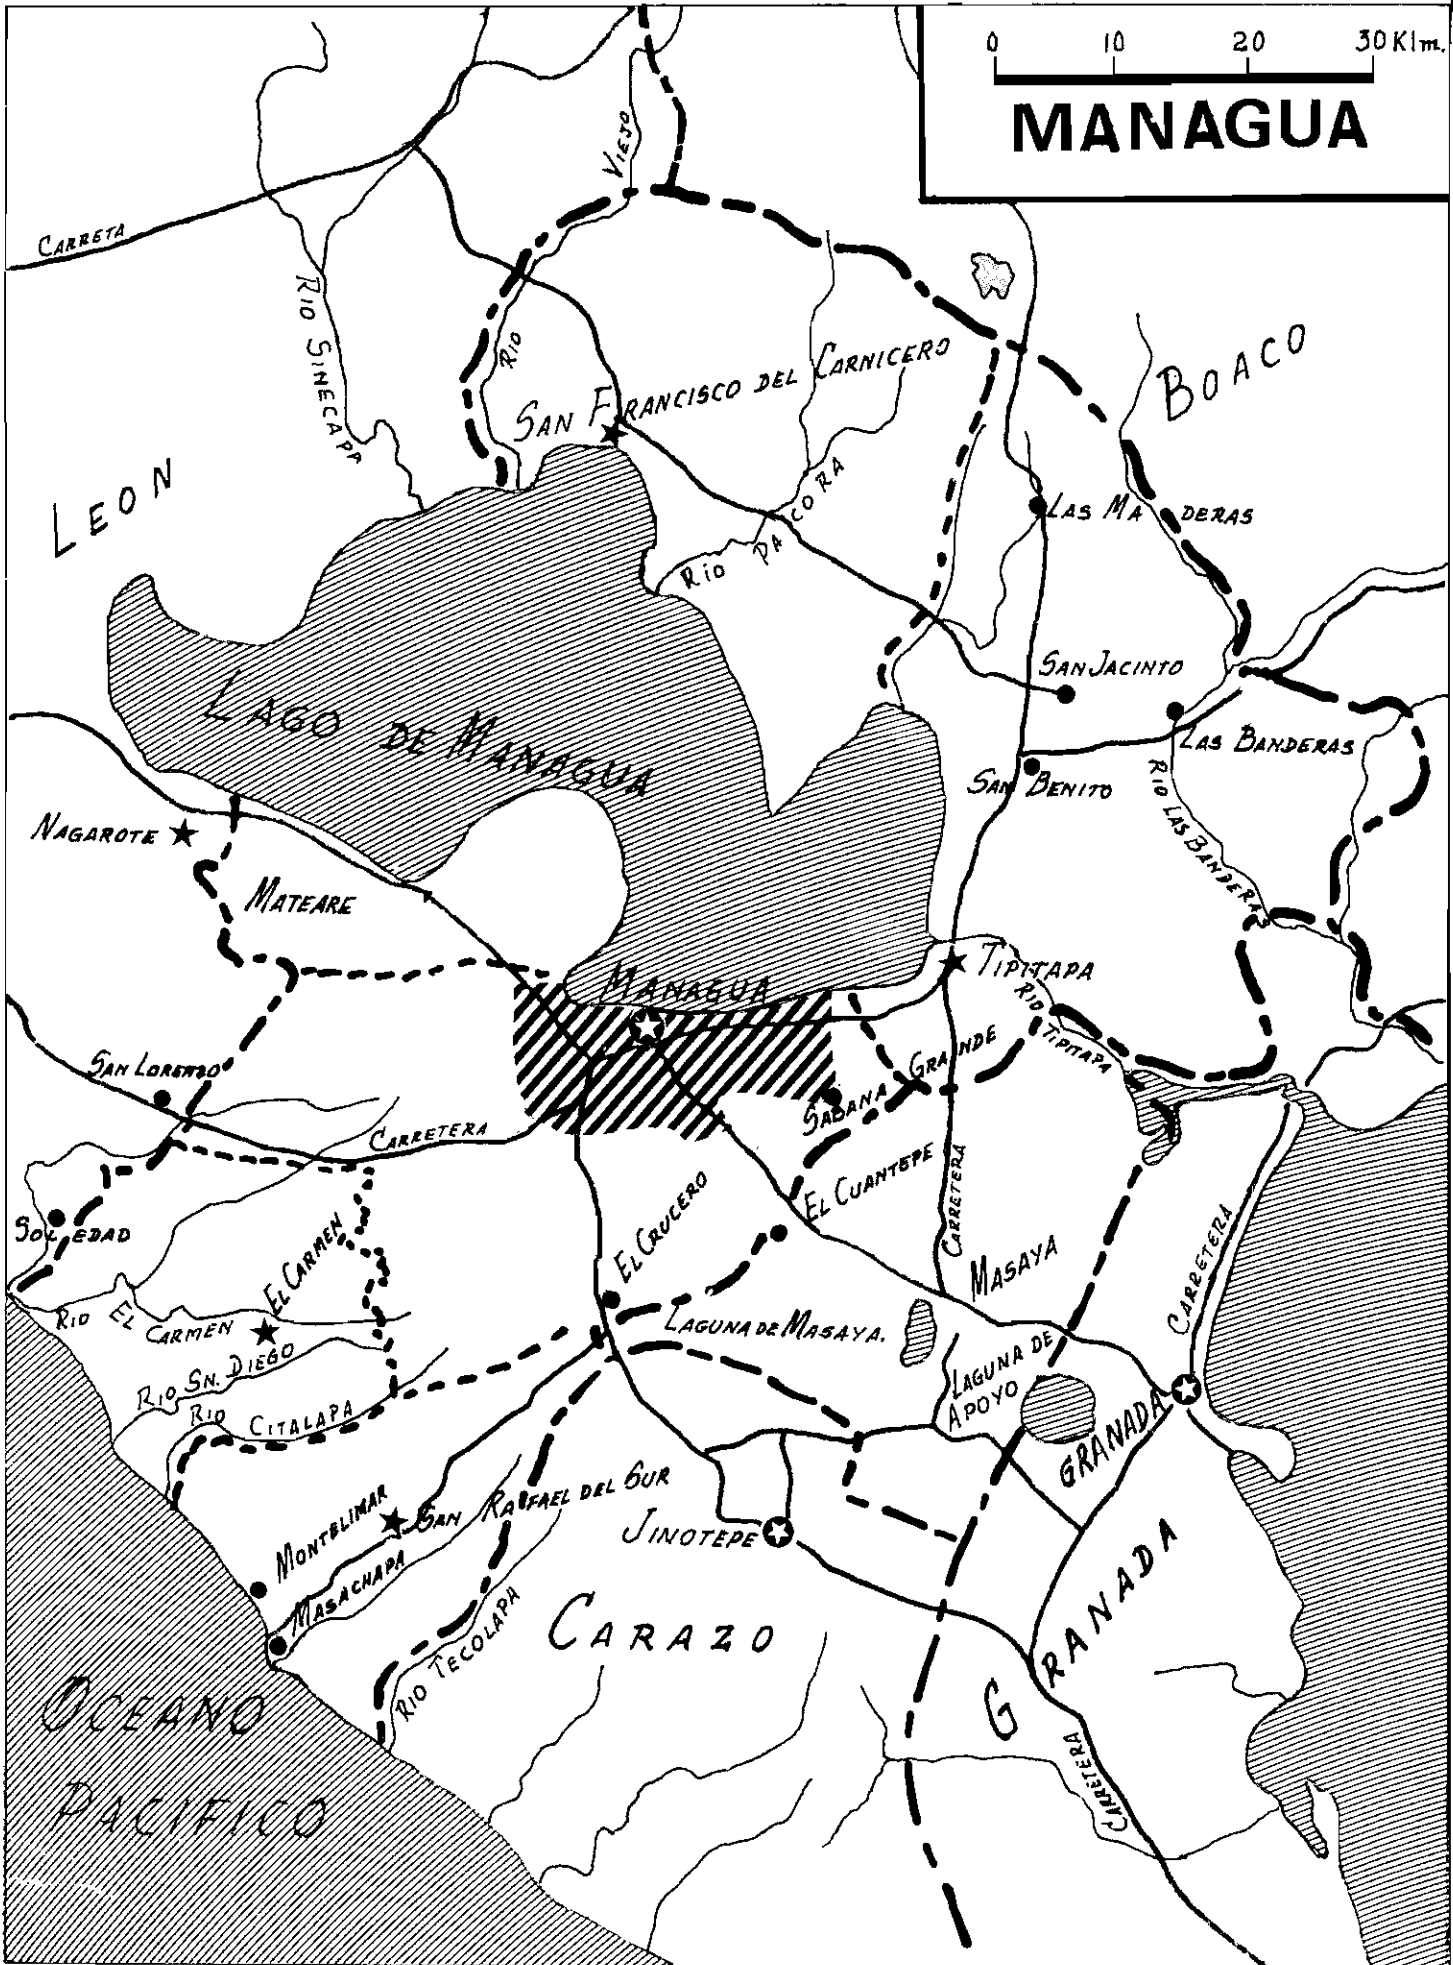 0 10 20 30 Klm.
MANAGUA
VIEJO
CARRETA
RIO SINECAPA
RIO
BOACO
SAN FRANCISCO DEL CARNICERO
LEON
LAS MADERAS
RIO PACORA
SAN JACINTO
LAGO DE MANAGUA
LAS BANDERAS
SAN BENITO
RIO LAS BANDERAS
NAGAROTE
MATEARE
TIPITAPA
MANAGUA
RIO TIPITAPA
SABANA GRANDE
SAN LORENZO
CARRETERA
EL CUANTEPE
CARRETERA
EL CRUCERO
SOLEDAD
EL CARMEN
MASAYA
CARRETERA
RIO EL CARMEN
LAGUNA DE MASAYA.
RIO SN. DIEGO
LAGUNA DE
APOYO
RIO CITALAPA
GRANADA
MONTELIMAR
SAN RAFAEL DEL SUR
JINOTEPE
MASACHAPA
RIO TECOLAPA
CARAZO
GRANADA
OCEANO
PACIFICO
CARRETERA